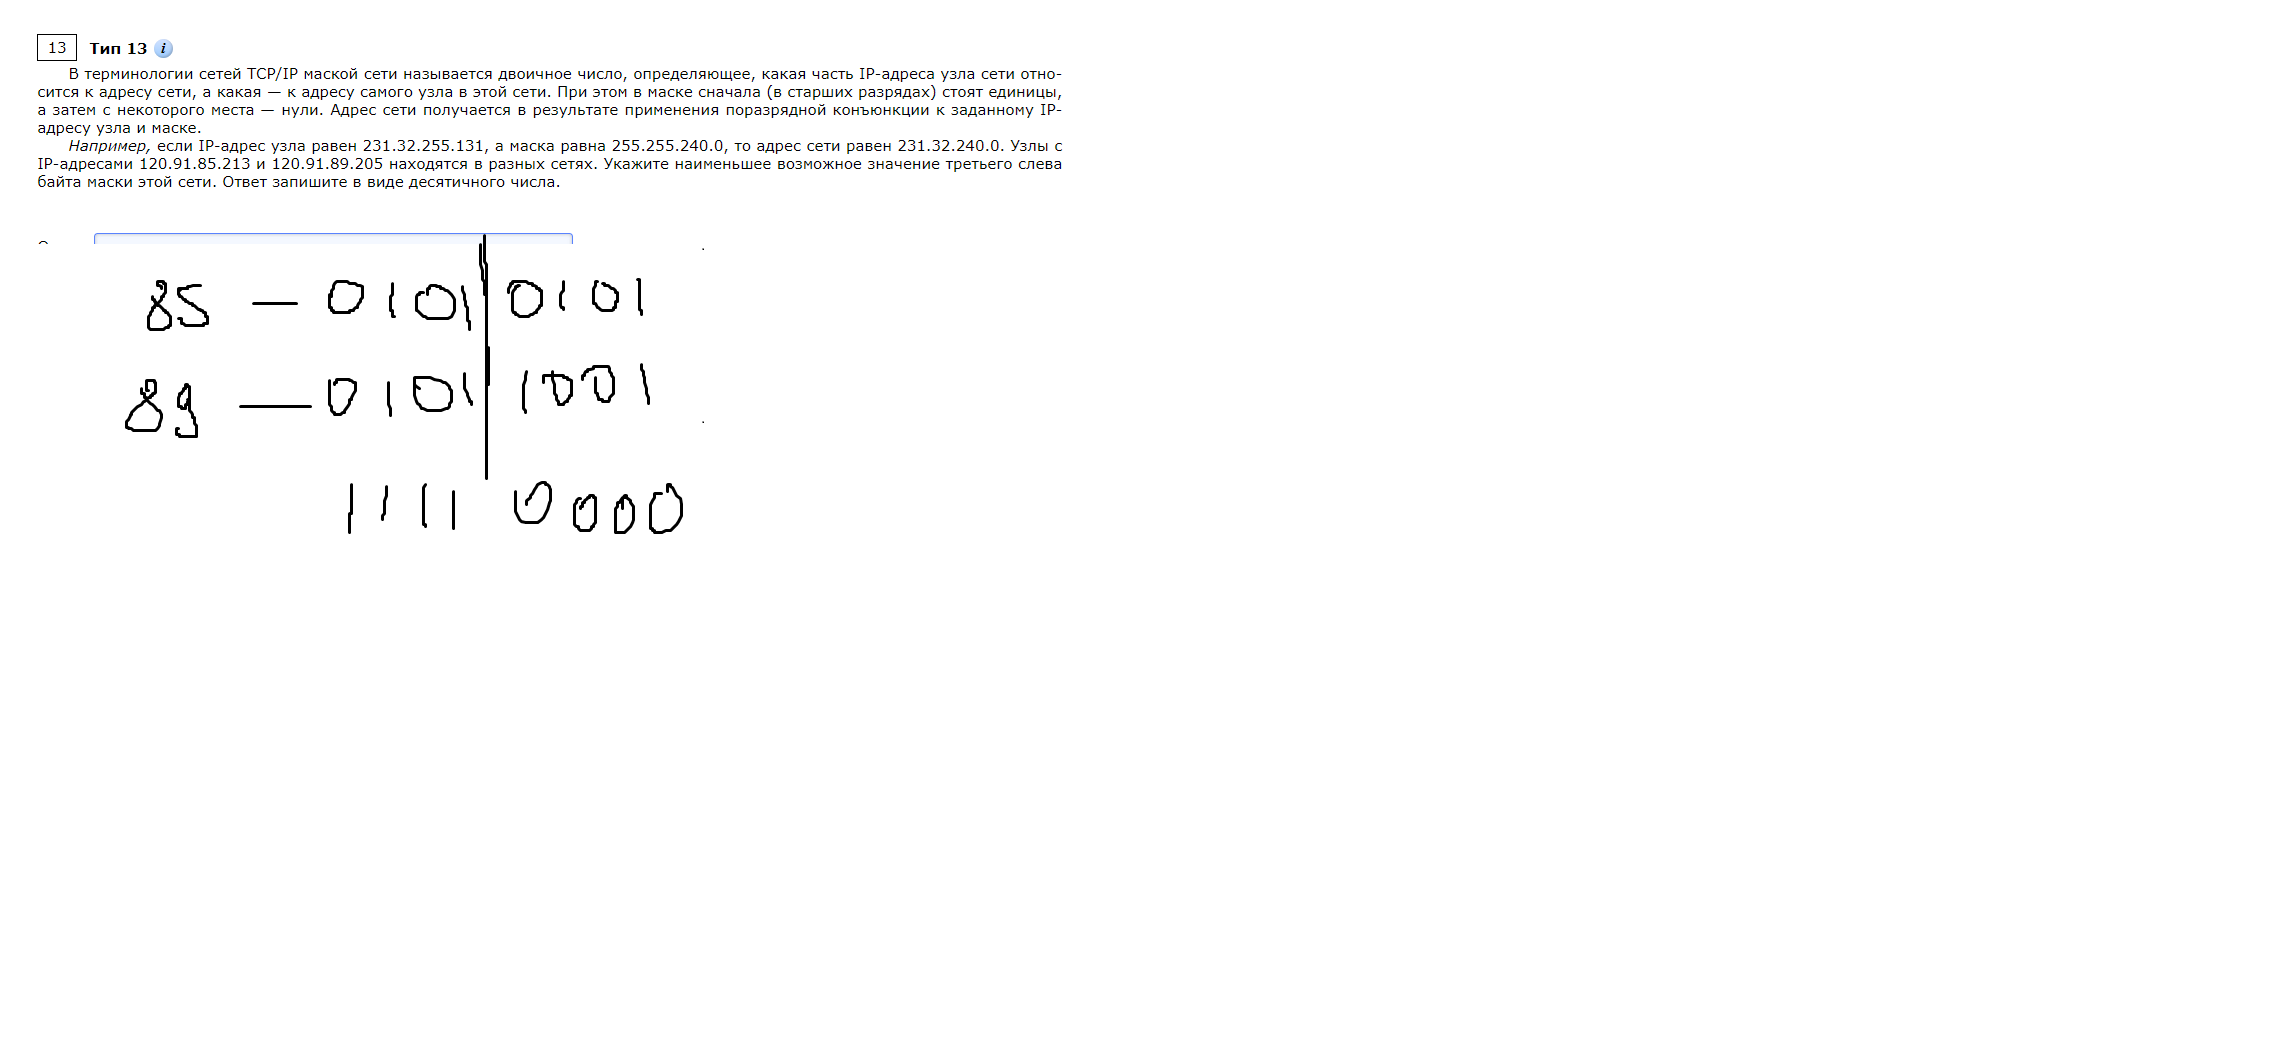 13 Тип 13 i
В терминологии сетей TCP/IP маской сети называется двоичное число, определяющее, какая часть IP-адреса узла сети отно-
сится к адресу сети, а какая — к адресу самого узла в этой сети. При этом в маске сначала (в старших разрядах) стоят единицы,
а затем с некоторого места — нули. Адрес сети получается в результате применения поразрядной конъюнкции к заданному IP-
адресу узла и маске.
Например, если IP-адрес узла равен 231.32.255.131, а маска равна 255.255.240.0, то адрес сети равен 231.32.240.0. Узлы с
IP-адресами 120.91.85.213 и 120.91.89.205 находятся в разных сетях. Укажите наименьшее возможное значение третьего слева
байта маски этой сети. Ответ запишите в виде десятичного числа.
85 — 0101 | 0101
89 — 0101 | 1001
1111 0000